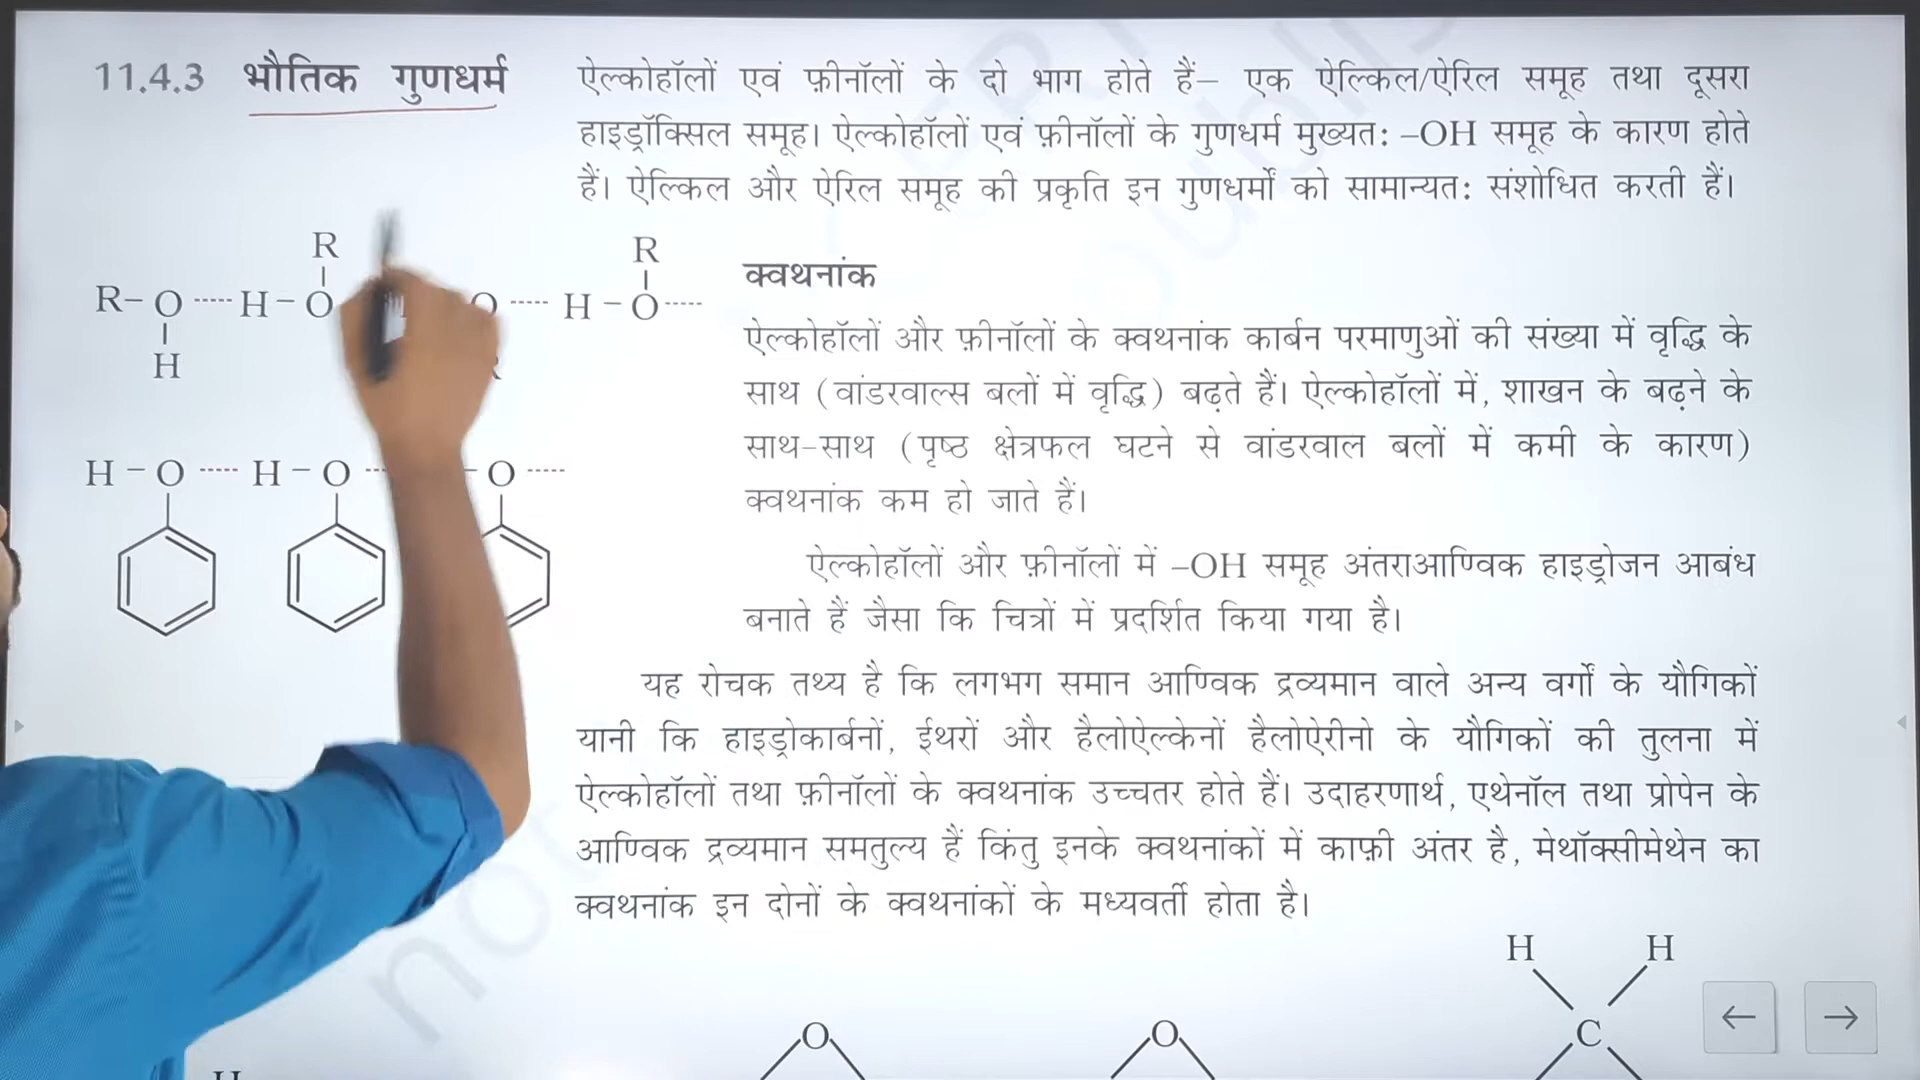 11.4.3 भौतिक गुणधर्म
ऐल्कोहॉलों एवं फ़ीनॉलों के दो भाग होते हैं– एक ऐल्किल/ऐरिल समूह तथा दूसरा
हाइड्रॉक्सिल समूह। ऐल्कोहॉलों एवं फ़ीनॉलों के गुणधर्म मुख्यत: –OH समूह के कारण होते
हैं। ऐल्किल और ऐरिल समूह की प्रकृति इन गुणधर्मों को सामान्यत: संशोधित करती हैं।
R R
R– O ····· H – O O ····· H – O ·····
H
H – O ····· H – O ··· – O ·····
क्वथनांक
ऐल्कोहॉलों और फ़ीनॉलों के क्वथनांक कार्बन परमाणुओं की संख्या में वृद्धि के
साथ (वांडरवाल्स बलों में वृद्धि) बढ़ते हैं। ऐल्कोहॉलों में, शाखन के बढ़ने के
साथ-साथ (पृष्ठ क्षेत्रफल घटने से वांडरवाल बलों में कमी के कारण)
क्वथनांक कम हो जाते हैं।
ऐल्कोहॉलों और फ़ीनॉलों में –OH समूह अंतराआण्विक हाइड्रोजन आबंध
बनाते हैं जैसा कि चित्रों में प्रदर्शित किया गया है।
यह रोचक तथ्य है कि लगभग समान आण्विक द्रव्यमान वाले अन्य वर्गों के यौगिकों
यानी कि हाइड्रोकार्बनों, ईथरों और हैलोऐल्केनों हैलोऐरीनो के यौगिकों की तुलना में
ऐल्कोहॉलों तथा फ़ीनॉलों के क्वथनांक उच्चतर होते हैं। उदाहरणार्थ, एथेनॉल तथा प्रोपेन के
आण्विक द्रव्यमान समतुल्य हैं किंतु इनके क्वथनांकों में काफ़ी अंतर है, मेथॉक्सीमेथेन का
क्वथनांक इन दोनों के क्वथनांकों के मध्यवर्ती होता है।
H H
O O C